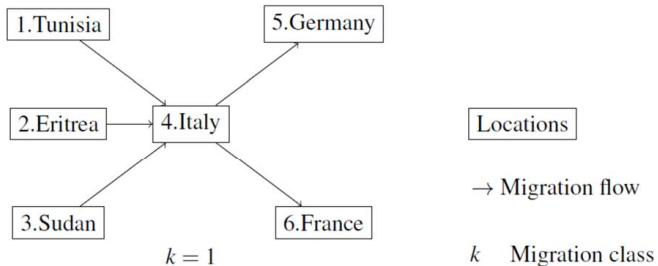 1.Tunisia
5.Germany
2.Eritrea
4.Italy
Locations
→ Migration flow
3.Sudan
6.France
k = 1
k Migration class